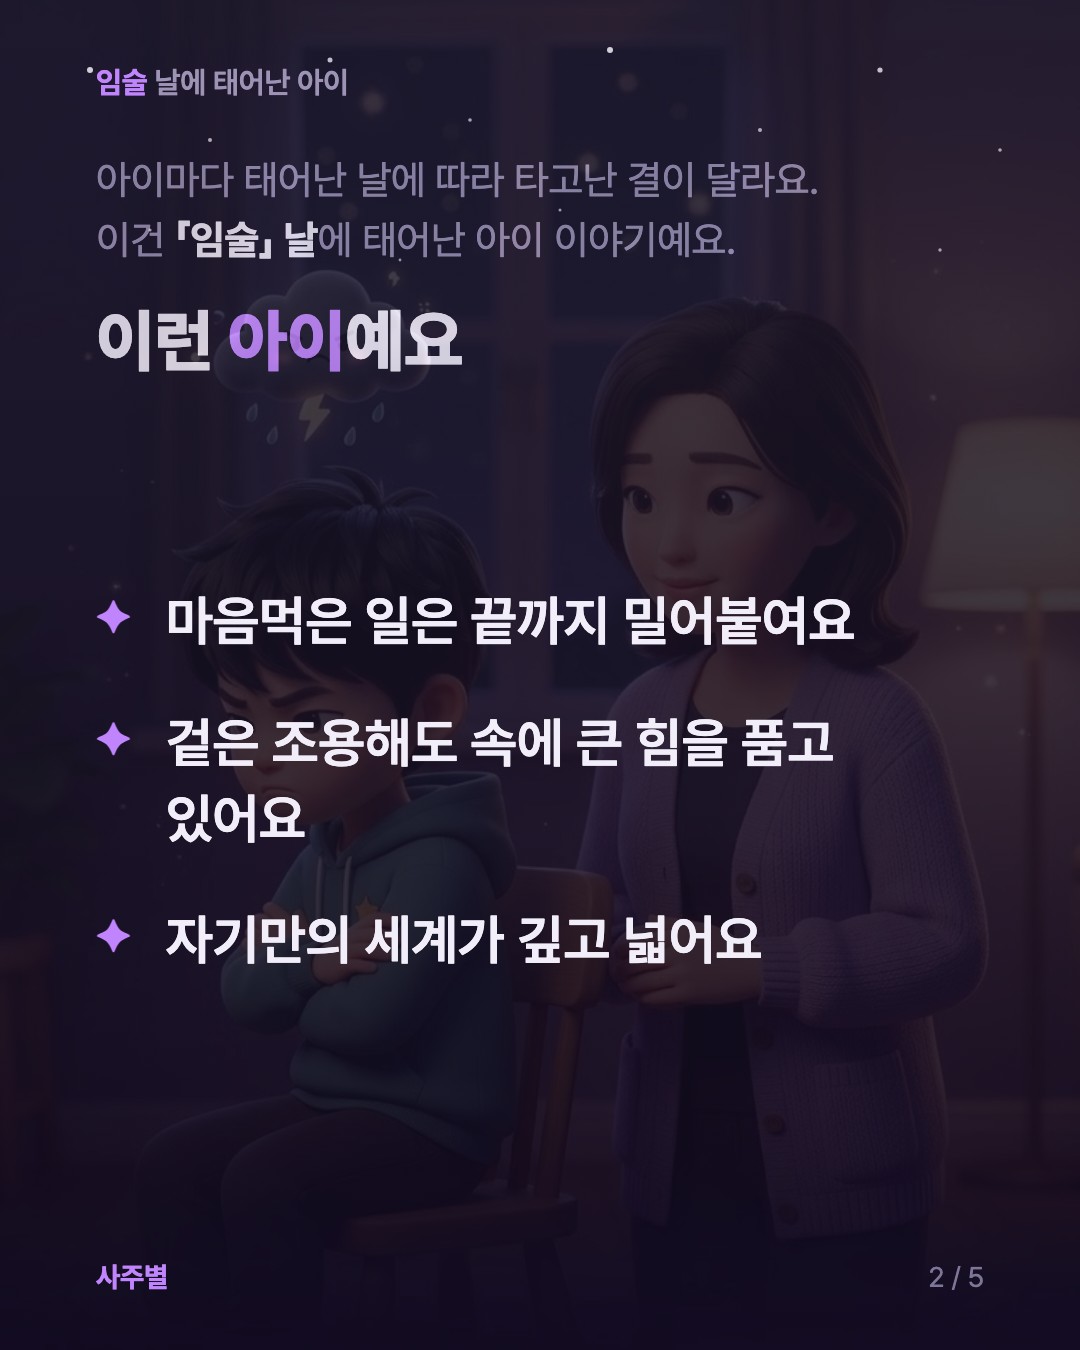 임술 날에 태어난 아이
아이마다 태어난 날에 따라 타고난 결이 달라요.
이건 「임술」 날에 태어난 아이 이야기예요.
이런 아이예요
마음먹은 일은 끝까지 밀어붙여요
겉은 조용해도 속에 큰 힘을 품고
있어요
자기만의 세계가 깊고 넓어요
사주별
2 / 5